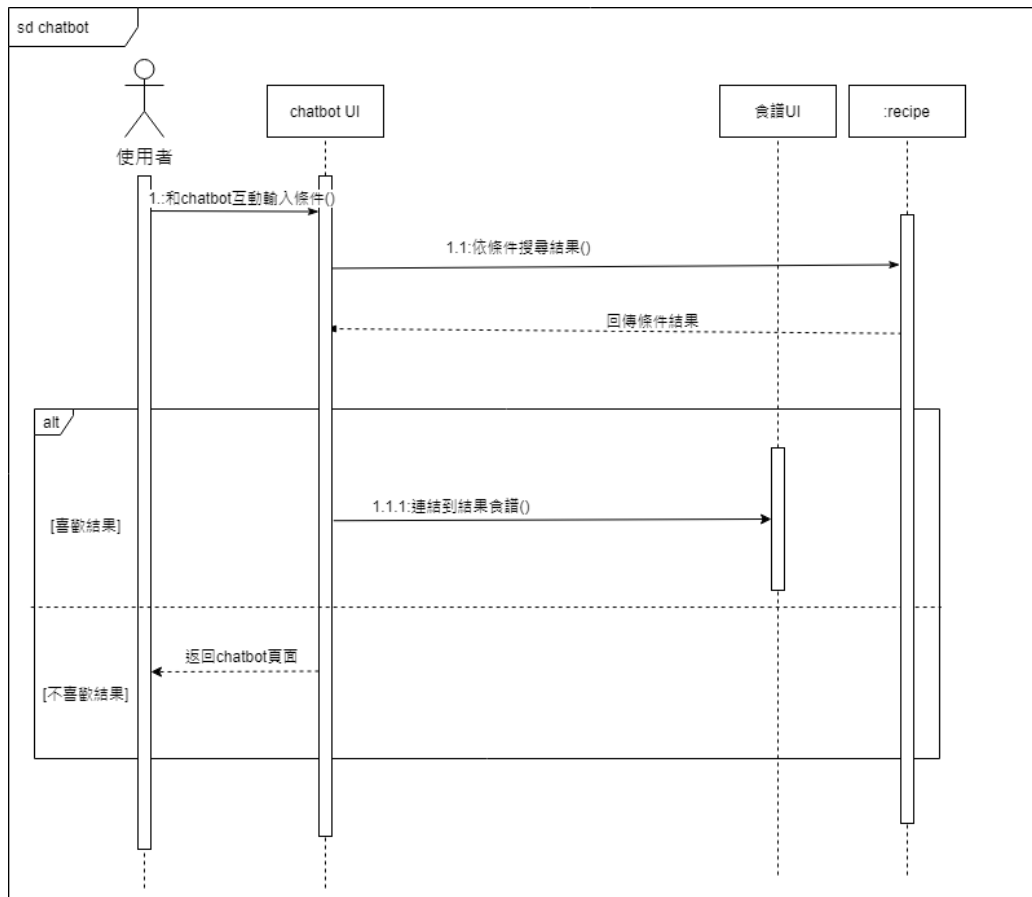 sd chatbot
使用者
chatbot UI
食譜UI
:recipe
1.:和chatbot互動輸入條件()
1.1:依條件搜尋結果()
回傳條件結果
alt
1.1.1:連結到結果食譜()
[喜歡結果]
返回chatbot頁面
[不喜歡結果]